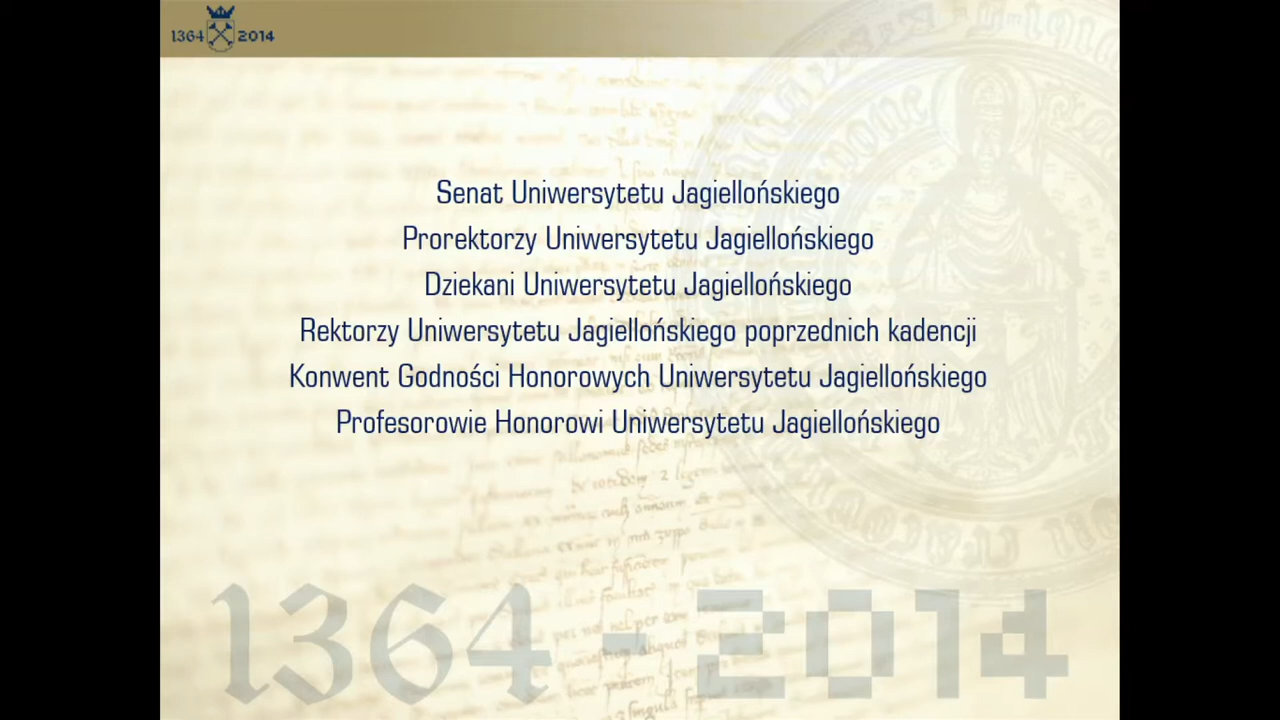 1364 2014
Senat Uniwersytetu Jagiellońskiego
Prorektorzy Uniwersytetu Jagiellońskiego
Dziekani Uniwersytetu Jagiellońskiego
Rektorzy Uniwersytetu Jagiellońskiego poprzednich kadencji
Konwent Godności Honorowych Uniwersytetu Jagiellońskiego
Profesorowie Honorowi Uniwersytetu Jagiellońskiego
1364 - 2014